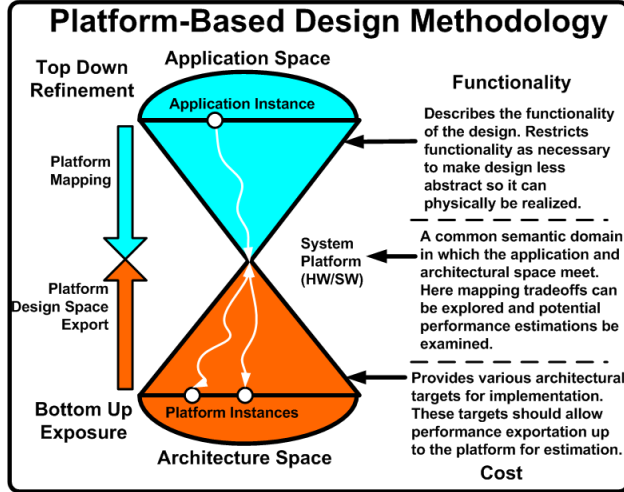 Platform-Based Design Methodology
Top Down
Refinement
Application Space
Functionality
Application Instance
Describes the functionality
of the design. Restricts
functionality as necessary
to make design less
abstract so it can
physically be realized.
Platform
Mapping
System
Platform
(HW/SW)
A common semantic domain
in which the application and
architectural space meet.
Here mapping tradeoffs can
be explored and potential
performance estimations be
examined.
Platform
Design Space
Export
Provides various architectural
targets for implementation.
These targets should allow
performance exportation up
to the platform for estimation.
Platform Instances
Bottom Up
Exposure
Architecture Space
Cost